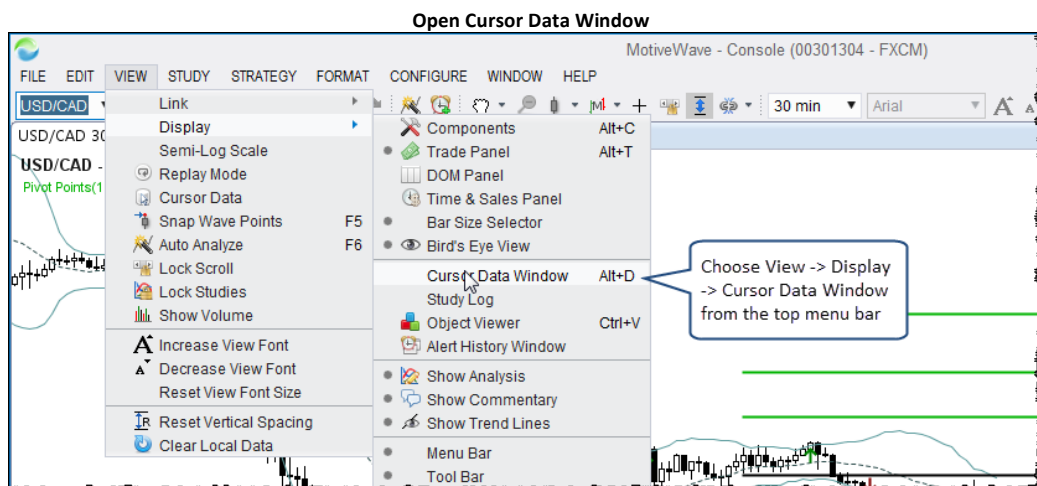 Open Cursor Data Window
MotiveWave - Console (00301304 - FXCM)
FILE EDIT VIEW STUDY STRATEGY FORMAT CONFIGURE WINDOW HELP
USD/CAD
30 min
Arial
USD/CAD 30
USD/CAD -
Pivot Points(1
Link
Display
Semi-Log Scale
Replay Mode
Cursor Data
Snap Wave Points F5
Auto Analyze F6
Lock Scroll
Lock Studies
Show Volume
Increase View Font
Decrease View Font
Reset View Font Size
Reset Vertical Spacing
Clear Local Data
Components Alt+C
Trade Panel Alt+T
DOM Panel
Time & Sales Panel
Bar Size Selector
Bird's Eye View
Cursor Data Window Alt+D
Study Log
Object Viewer Ctrl+V
Alert History Window
Show Analysis
Show Commentary
Show Trend Lines
Menu Bar
Tool Bar
Choose View -> Display
-> Cursor Data Window
from the top menu bar